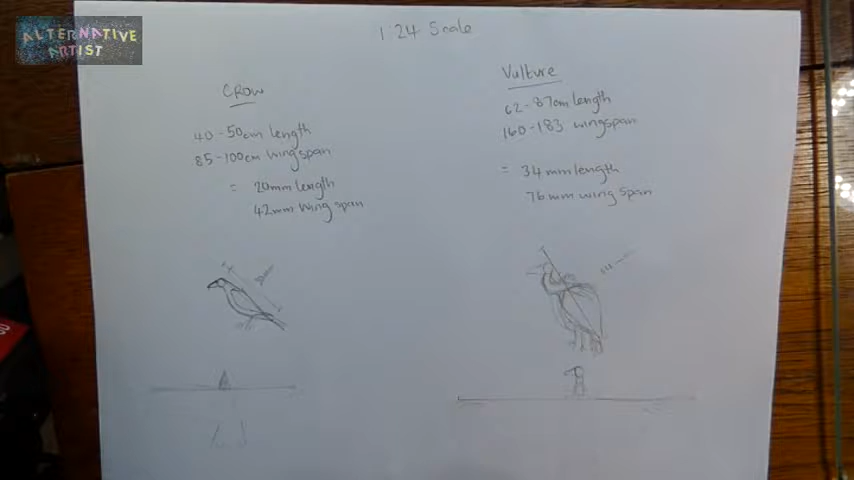 ALTERNATIVE
ARTIST
1:24 Scale
Crow
40-50cm length
85-100cm wingspan
= 20mm length
42mm wing span
Vulture
62-87cm length
160-183 wingspan
= 34mm length
76mm wing span